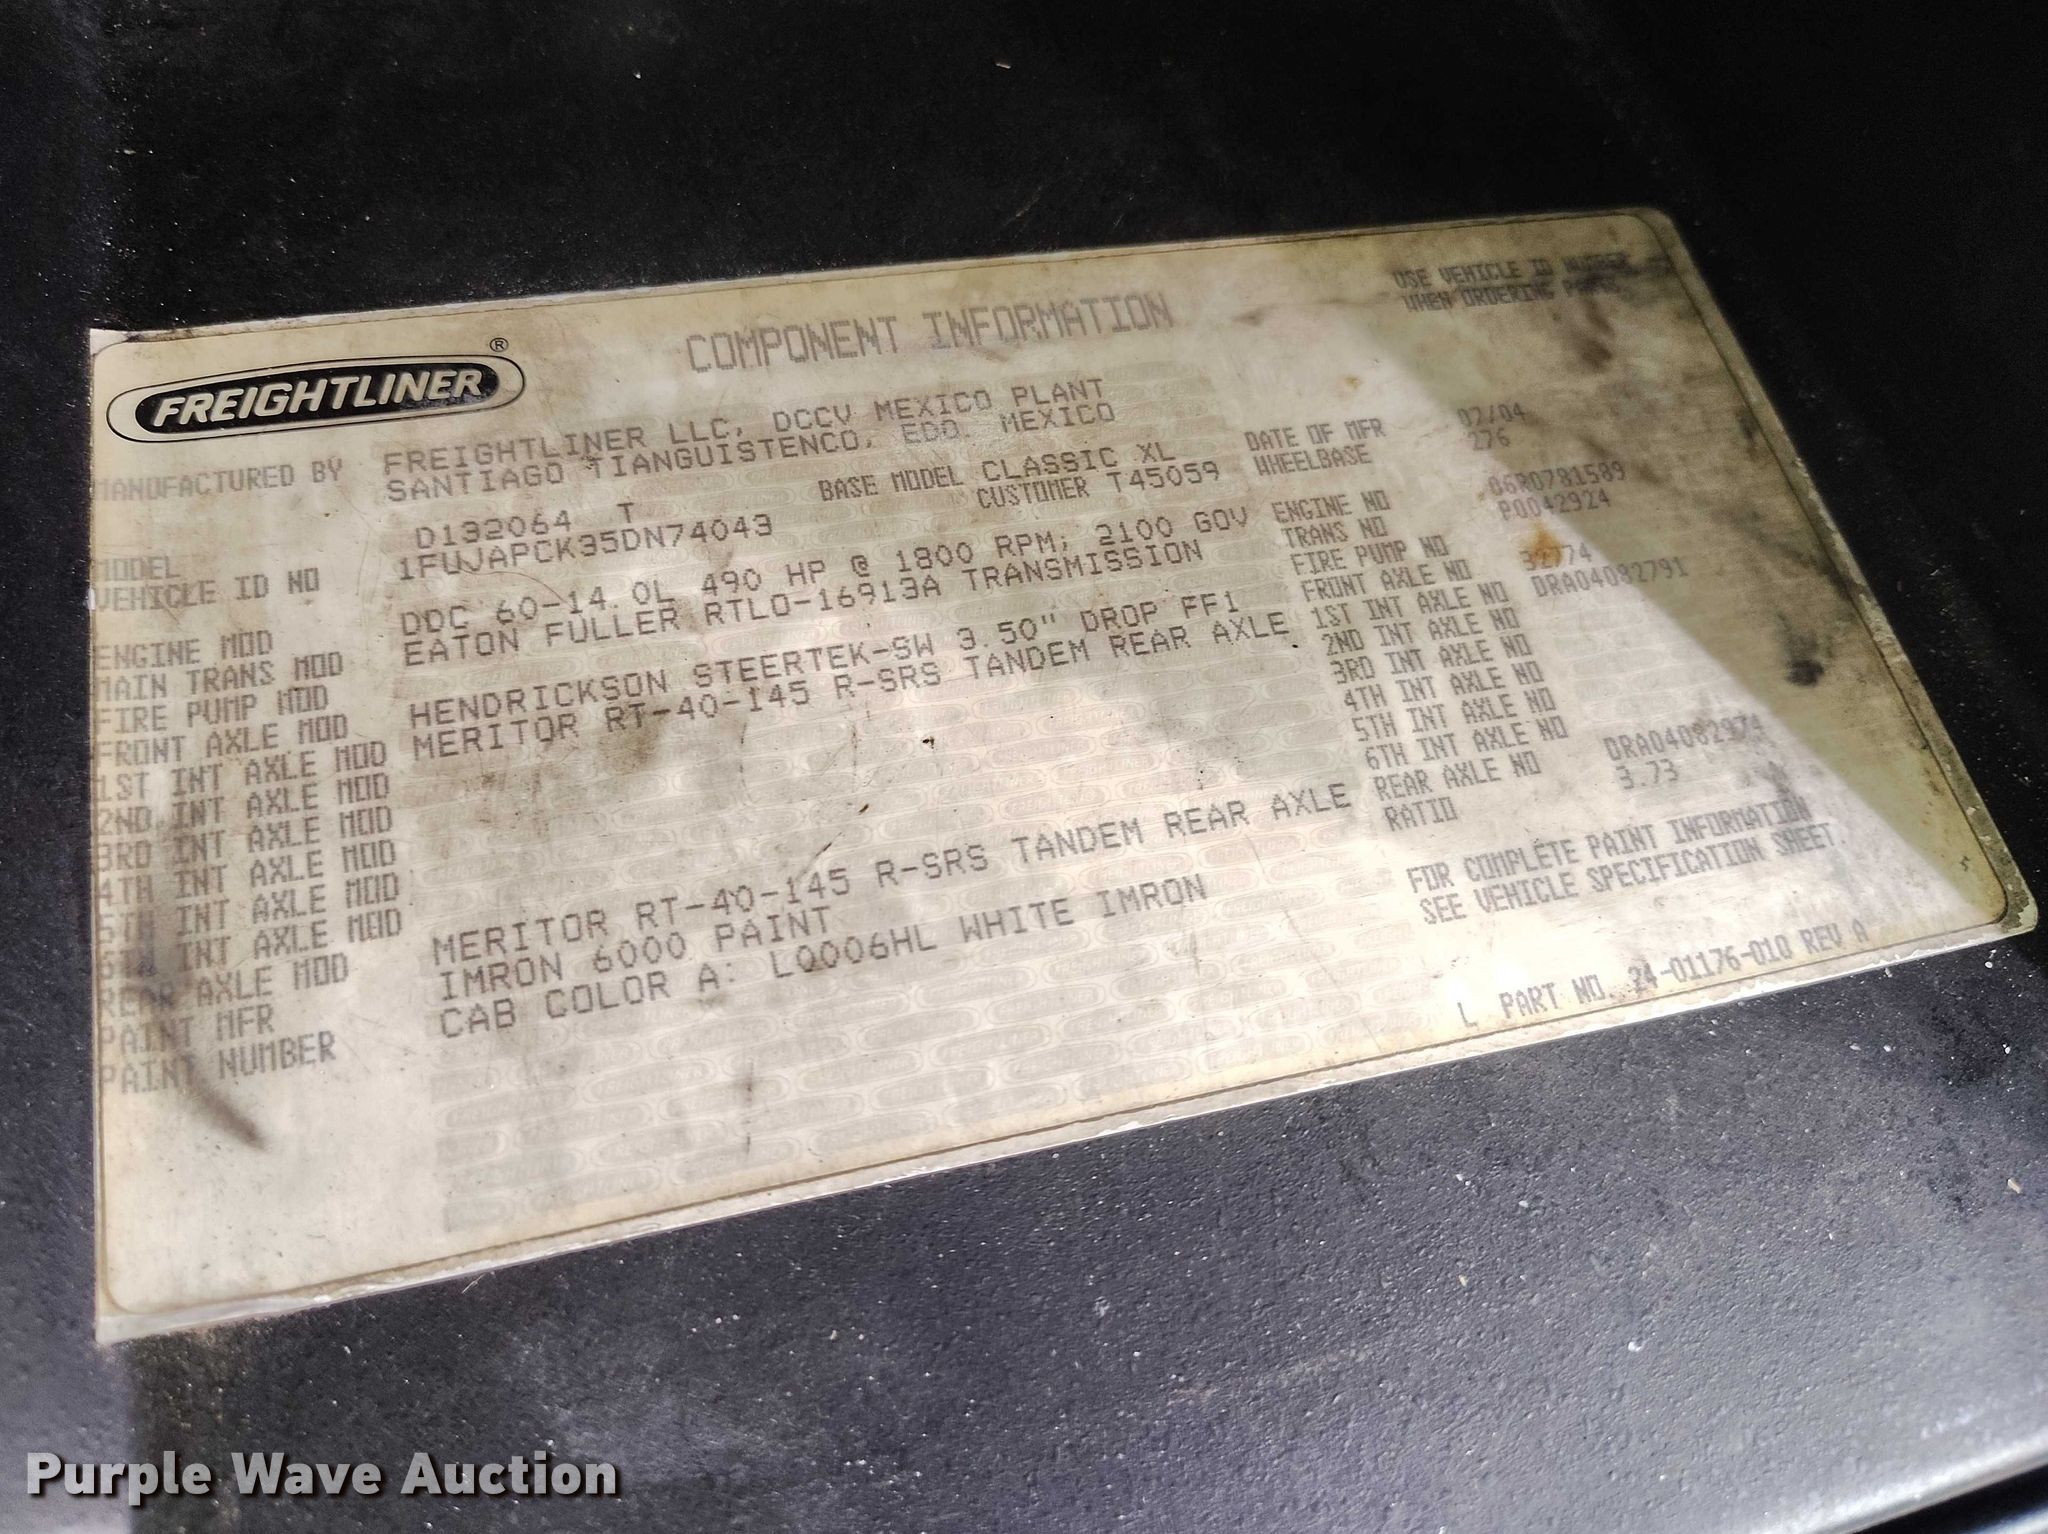 COMPONENT INFORMATION
USE VEHICLE ID NUMBER
WHEN ORDERING PARTS.
FREIGHTLINER®
MANUFACTURED BY FREIGHTLINER LLC, DCCV MEXICO PLANT
SANTIAGO TIANGUISTENCO, EDO. MEXICO
BASE MODEL CLASSIC XL DATE OF MFR 02/04
MODEL D132064 T CUSTOMER T45059 WHEELBASE 276
VEHICLE ID NO 1FUJAPCK35DN74043
ENGINE MOD DDC 60-14.0L 490 HP @ 1800 RPM; 2100 GOV ENGINE NO 06R0781589
MAIN TRANS MOD EATON FULLER RTLO-16913A TRANSMISSION TRANS NO P0042924
FIRE PUMP MOD FIRE PUMP NO
FRONT AXLE MOD HENDRICKSON STEERTEK-SW 3.50" DROP FF1 FRONT AXLE NO 32774
1ST INT AXLE MOD MERITOR RT-40-145 R-SRS TANDEM REAR AXLE 1ST INT AXLE NO DRA04082791
2ND INT AXLE MOD 2ND INT AXLE NO
3RD INT AXLE MOD 3RD INT AXLE NO
4TH INT AXLE MOD 4TH INT AXLE NO
5TH INT AXLE MOD 5TH INT AXLE NO
6TH INT AXLE MOD 6TH INT AXLE NO
REAR AXLE MOD MERITOR RT-40-145 R-SRS TANDEM REAR AXLE REAR AXLE NO DRA04082974
RATIO 3.73
PAINT MFR IMRON 6000 PAINT
PAINT NUMBER CAB COLOR A: L0006HL WHITE IMRON
FOR COMPLETE PAINT INFORMATION
SEE VEHICLE SPECIFICATION SHEET.
L PART NO. 24-01176-010 REV A
Purple Wave Auction